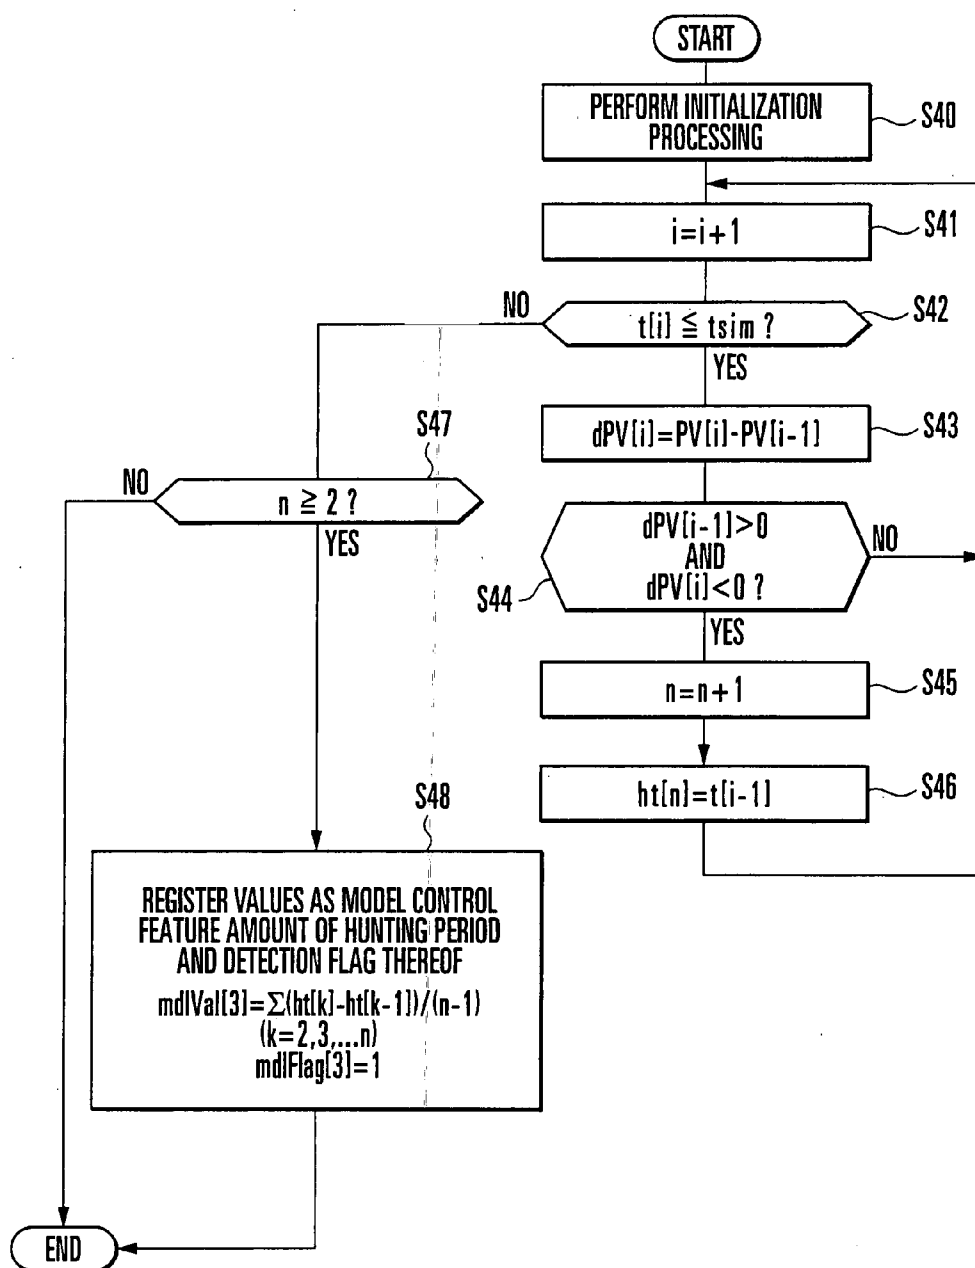 START
PERFORM INITIALIZATION
PROCESSING
S40
i=i+1
S41
t[i] ≦ tsim ?
S42
NO
YES
dPV[i]=PV[i]-PV[i-1]
S43
dPV[i-1]>0
AND
dPV[i]<0 ?
S44
NO
YES
n=n+1
S45
ht[n]=t[i-1]
S46
S47
n ≧ 2 ?
NO
YES
S48
REGISTER VALUES AS MODEL CONTROL
FEATURE AMOUNT OF HUNTING PERIOD
AND DETECTION FLAG THEREOF
mdlVal[3]=Σ(ht[k]-ht[k-1])/(n-1)
(k=2,3,...n)
mdlFlag[3]=1
END